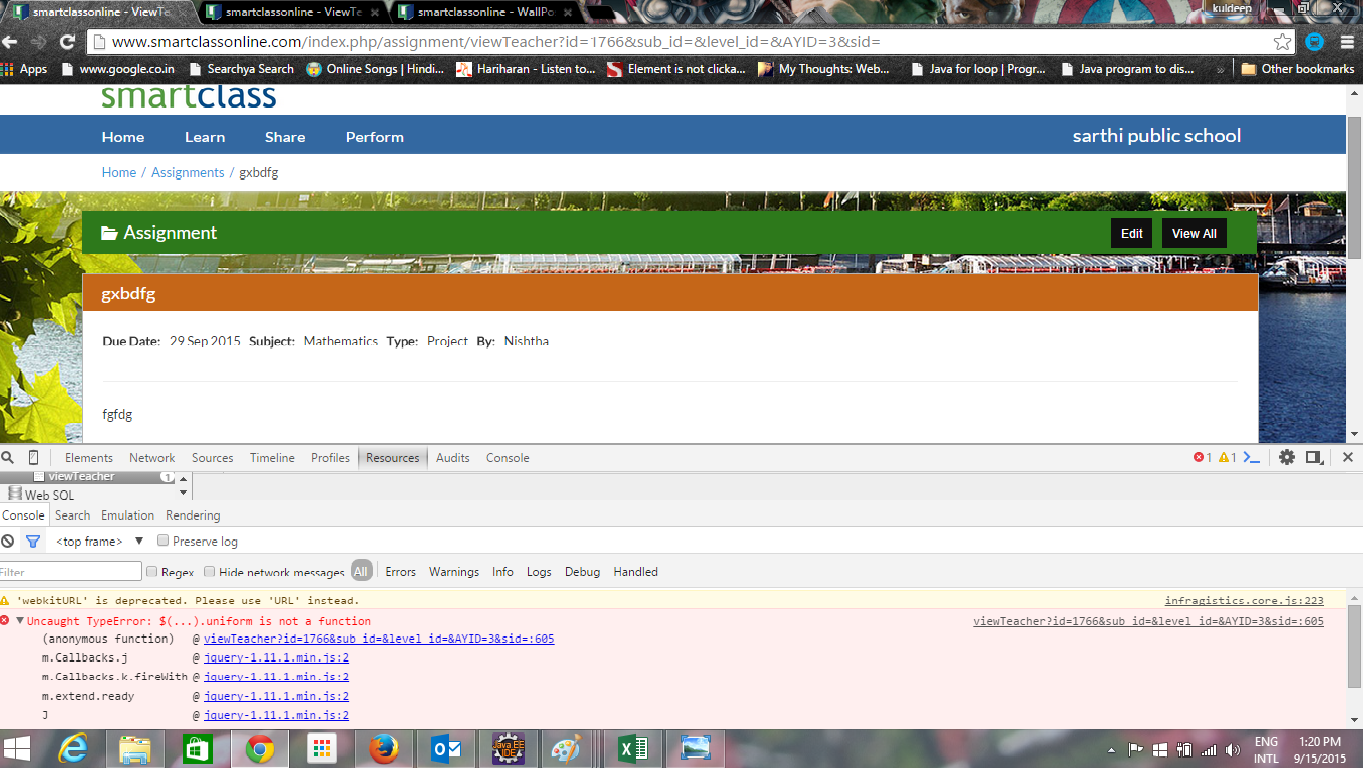 smartclassonline - ViewTe
smartclassonline - ViewTe
smartclassonline - WallPo
kuldeep
www.smartclassonline.com/index.php/assignment/viewTeacher?id=1766&sub_id=&level_id=&AYID=3&sid=
Apps www.google.co.in Searchya Search Online Songs | Hindi... Hariharan - Listen to... Element is not clicka... My Thoughts: Web... Java for loop | Progr... Java program to dis... » Other bookmarks
smartclass
Home Learn Share Perform sarthi public school
Home / Assignments / gxbdfg
Assignment Edit View All
gxbdfg
Due Date: 29 Sep 2015 Subject: Mathematics Type: Project By: Nishtha
fgfdg
Elements Network Sources Timeline Profiles Resources Audits Console 1 1
viewTeacher 1
Web SQL
Console Search Emulation Rendering
<top frame> Preserve log
Filter Regex Hide network messages All Errors Warnings Info Logs Debug Handled
'webkitURL' is deprecated. Please use 'URL' instead. infragistics.core.js:223
Uncaught TypeError: $(...).uniform is not a function viewTeacher?id=1766&sub_id=&level_id=&AYID=3&sid=:605
(anonymous function) @ viewTeacher?id=1766&sub_id=&level_id=&AYID=3&sid=:605
m.Callbacks.j @ jquery-1.11.1.min.js:2
m.Callbacks.k.fireWith @ jquery-1.11.1.min.js:2
m.extend.ready @ jquery-1.11.1.min.js:2
J @ jquery-1.11.1.min.js:2
Java EE IDE
ENG 1:20 PM
INTL 9/15/2015